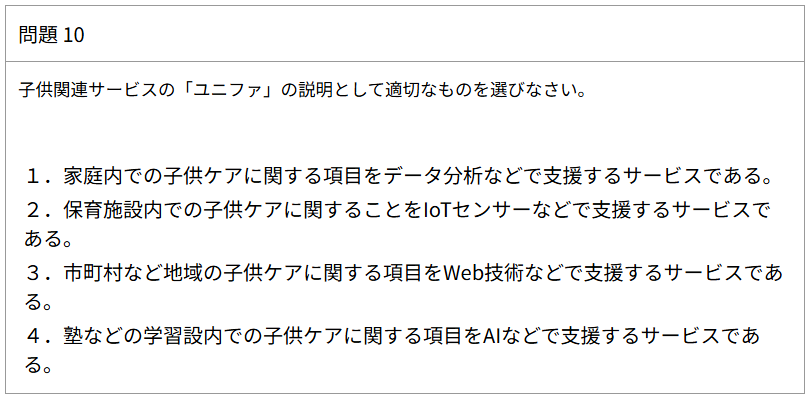 問題 10
子供関連サービスの「ユニファ」の説明として適切なものを選びなさい。
１．家庭内での子供ケアに関する項目をデータ分析などで支援するサービスである。
２．保育施設内での子供ケアに関することをIoTセンサーなどで支援するサービスで
ある。
３．市町村など地域の子供ケアに関する項目をWeb技術などで支援するサービスであ
る。
４．塾などの学習設内での子供ケアに関する項目をAIなどで支援するサービスであ
る。